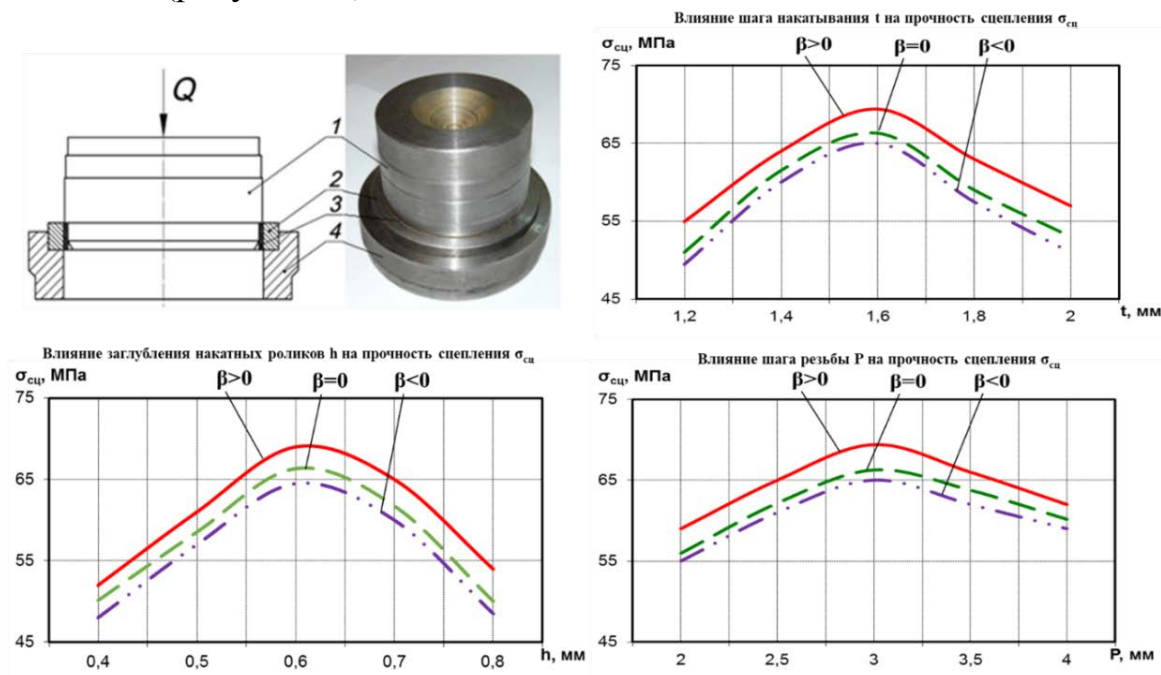 Влияние шага накатывания t на прочность сцепления σсц
σсц, МПа
β>0
β=0
β<0
75
65
55
45
1,2
1,4
1,6
1,8
2
t, мм
Q
1
2
3
4
Влияние заглубления накатных роликов h на прочность сцепления σсц
σсц, МПа
β>0
β=0
β<0
75
65
55
45
0,4
0,5
0,6
0,7
0,8
h, мм
Влияние шага резьбы P на прочность сцепления σсц
σсц, МПа
β>0
β=0
β<0
75
65
55
45
2
2,5
3
3,5
4
P, мм